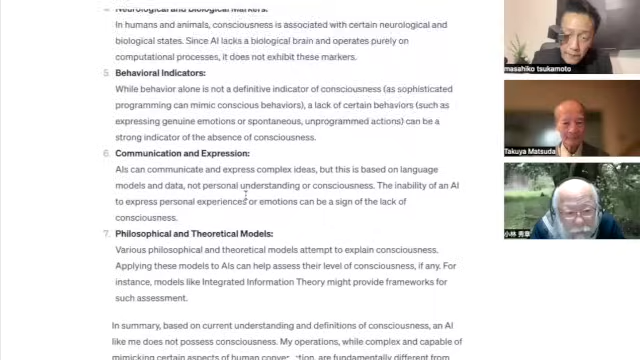 4. Neurological and Biological Markers:
In humans and animals, consciousness is associated with certain neurological and
biological states. Since AI lacks a biological brain and operates purely on
computational processes, it does not exhibit these markers.
5. Behavioral Indicators:
While behavior alone is not a definitive indicator of consciousness (as sophisticated
programming can mimic conscious behaviors), a lack of certain behaviors (such as
expressing genuine emotions or spontaneous, unprogrammed actions) can be a
strong indicator of the absence of consciousness.
6. Communication and Expression:
AIs can communicate and express complex ideas, but this is based on language
models and data, not personal understanding or consciousness. The inability of an AI
to express personal experiences or emotions can be a sign of the lack of
consciousness.
7. Philosophical and Theoretical Models:
Various philosophical and theoretical models attempt to explain consciousness.
Applying these models to AIs can help assess their level of consciousness, if any. For
instance, models like Integrated Information Theory might provide frameworks for
such assessment.
In summary, based on current understanding and definitions of consciousness, an AI
like me does not possess consciousness. My operations, while complex and capable of
mimicking certain aspects of human conversation, are fundamentally different from
masahiko tsukamoto
Takuya Matsuda
小林 秀章